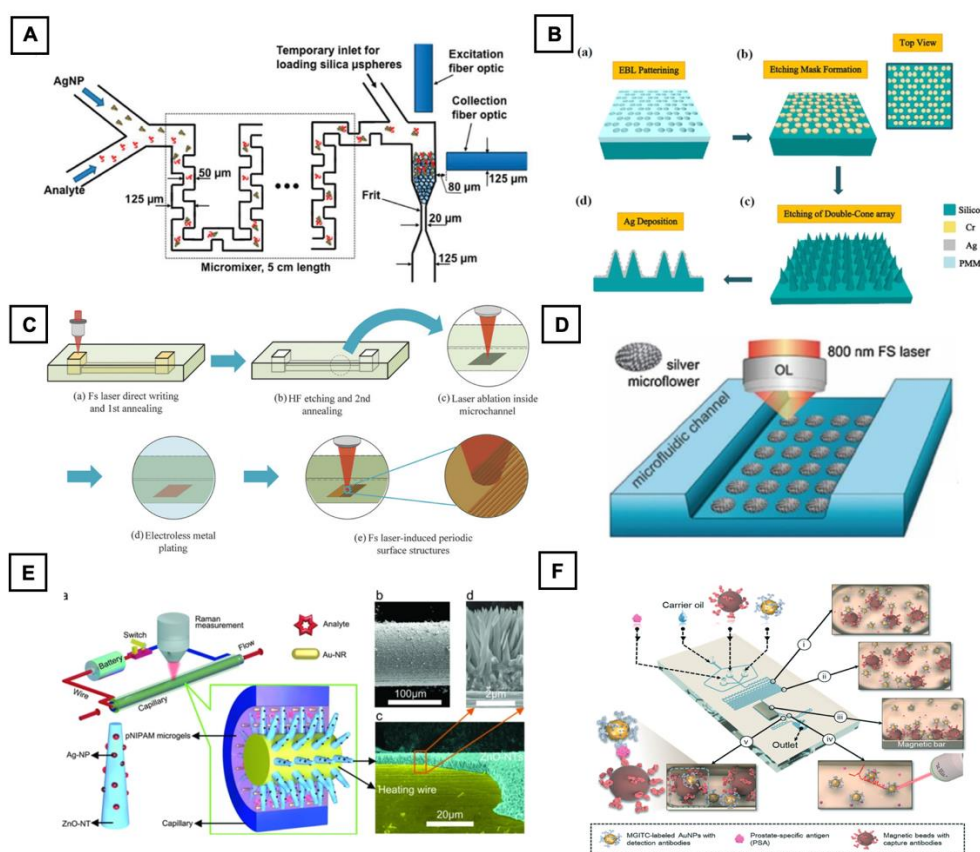 A
AgNP
Analyte
50 µm
125 µm
Micromixer, 5 cm length
Temporary inlet for
loading silica µspheres
Excitation
fiber optic
Collection
fiber optic
80 µm
125 µm
Frit
20 µm
125 µm
B
(a)
EBL Patterining
(b)
Etching Mask Formation
Top View
(d)
Ag Deposition
(c)
Etching of Double-Cone array
Silico
Cr
Ag
PMM
C
(a) Fs laser direct writing
and 1st annealing
(b) HF etching and 2nd
annealing
(c) Laser ablation inside
microchannel
(d) Electroless metal
plating
(e) Fs laser-induced periodic
surface structures
D
silver
microflower
800 nm FS laser
OL
microfluidic channel
E
a
Raman
measurement
Switch
Battery
Flow
Wire
Capillary
Analyte
Au-NR
pNIPAM microgels
Ag-NP
ZnO-NT
Heating wire
Capillary
b
100µm
d
2µm
c
20µm
F
Carrier oil
i
ii
iii
Magnetic bar
iv
v
Outlet
MGITC-labeled AuNPs with
detection antibodies
Prostate-specific antigen
(PSA)
Magnetic beads with
capture antibodies